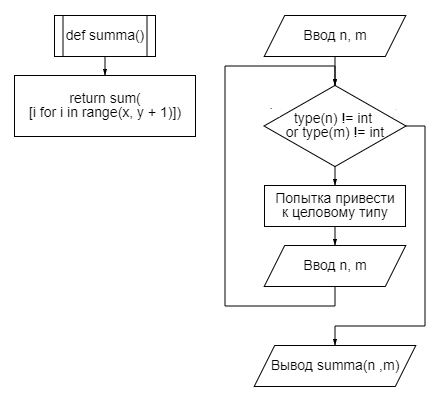 def summa()
return sum(
[i for i in range(x, y + 1)])
Ввод n, m
type(n) != int
or type(m) != int
Попытка привести
к целовому типу
Ввод n, m
Вывод summa(n ,m)